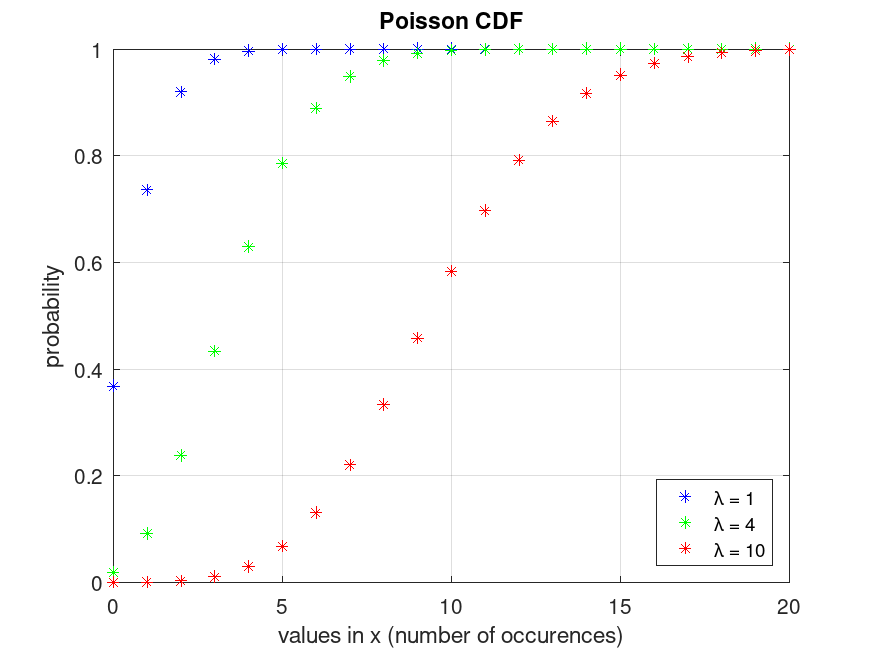 Poisson CDF
1
0.8
0.6
0.4
0.2
0
probability
0 5 10 15 20
values in x (number of occurences)
λ = 1
λ = 4
λ = 10